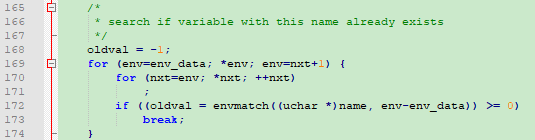 165 /*
166 * search if variable with this name already exists
167 */
168 oldval = -1;
169 for (env=env_data; *env; env=nxt+1) {
170 for (nxt=env; *nxt; ++nxt)
171 ;
172 if ((oldval = envmatch((uchar *)name, env-env_data)) >= 0)
173 break;
174 }